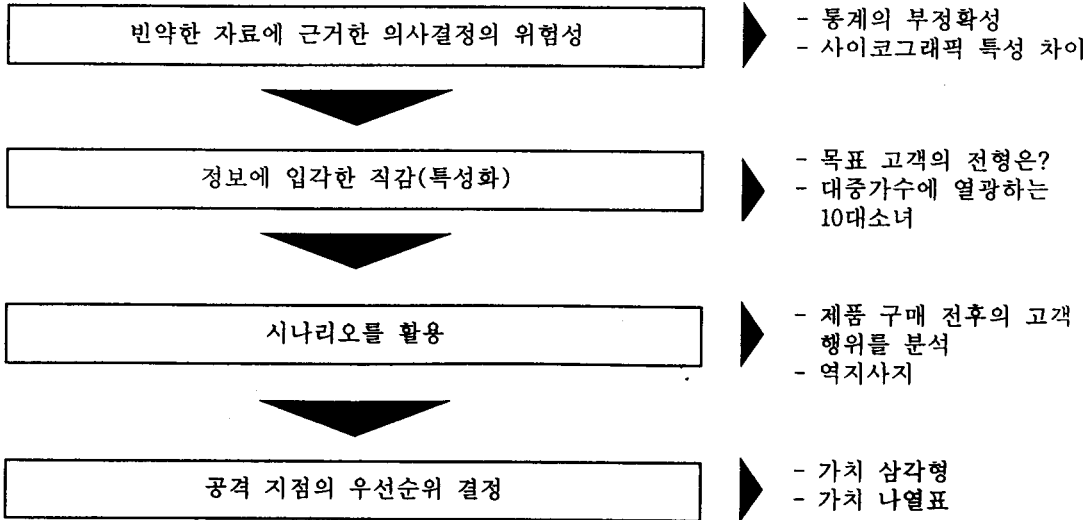 빈약한 자료에 근거한 의사결정의 위험성
- 통계의 부정확성
- 사이코그래픽 특성 차이
정보에 입각한 직감(특성화)
- 목표 고객의 전형은?
- 대중가수에 열광하는
10대소녀
시나리오를 활용
- 제품 구매 전후의 고객
행위를 분석
- 역지사지
공격 지점의 우선순위 결정
- 가치 삼각형
- 가치 나열표